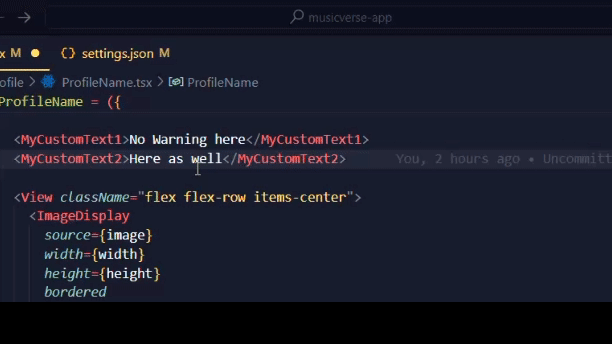 musicverse-app
x M {} settings.json M
ofile > ProfileName.tsx > ProfileName
ProfileName = ({
<MyCustomText1>No Warning here</MyCustomText1>
<MyCustomText2>Here as well</MyCustomText2> You, 2 hours ago • Uncommitt
<View className="flex flex-row items-center">
<ImageDisplay
source={image}
width={width}
height={height}
bordered